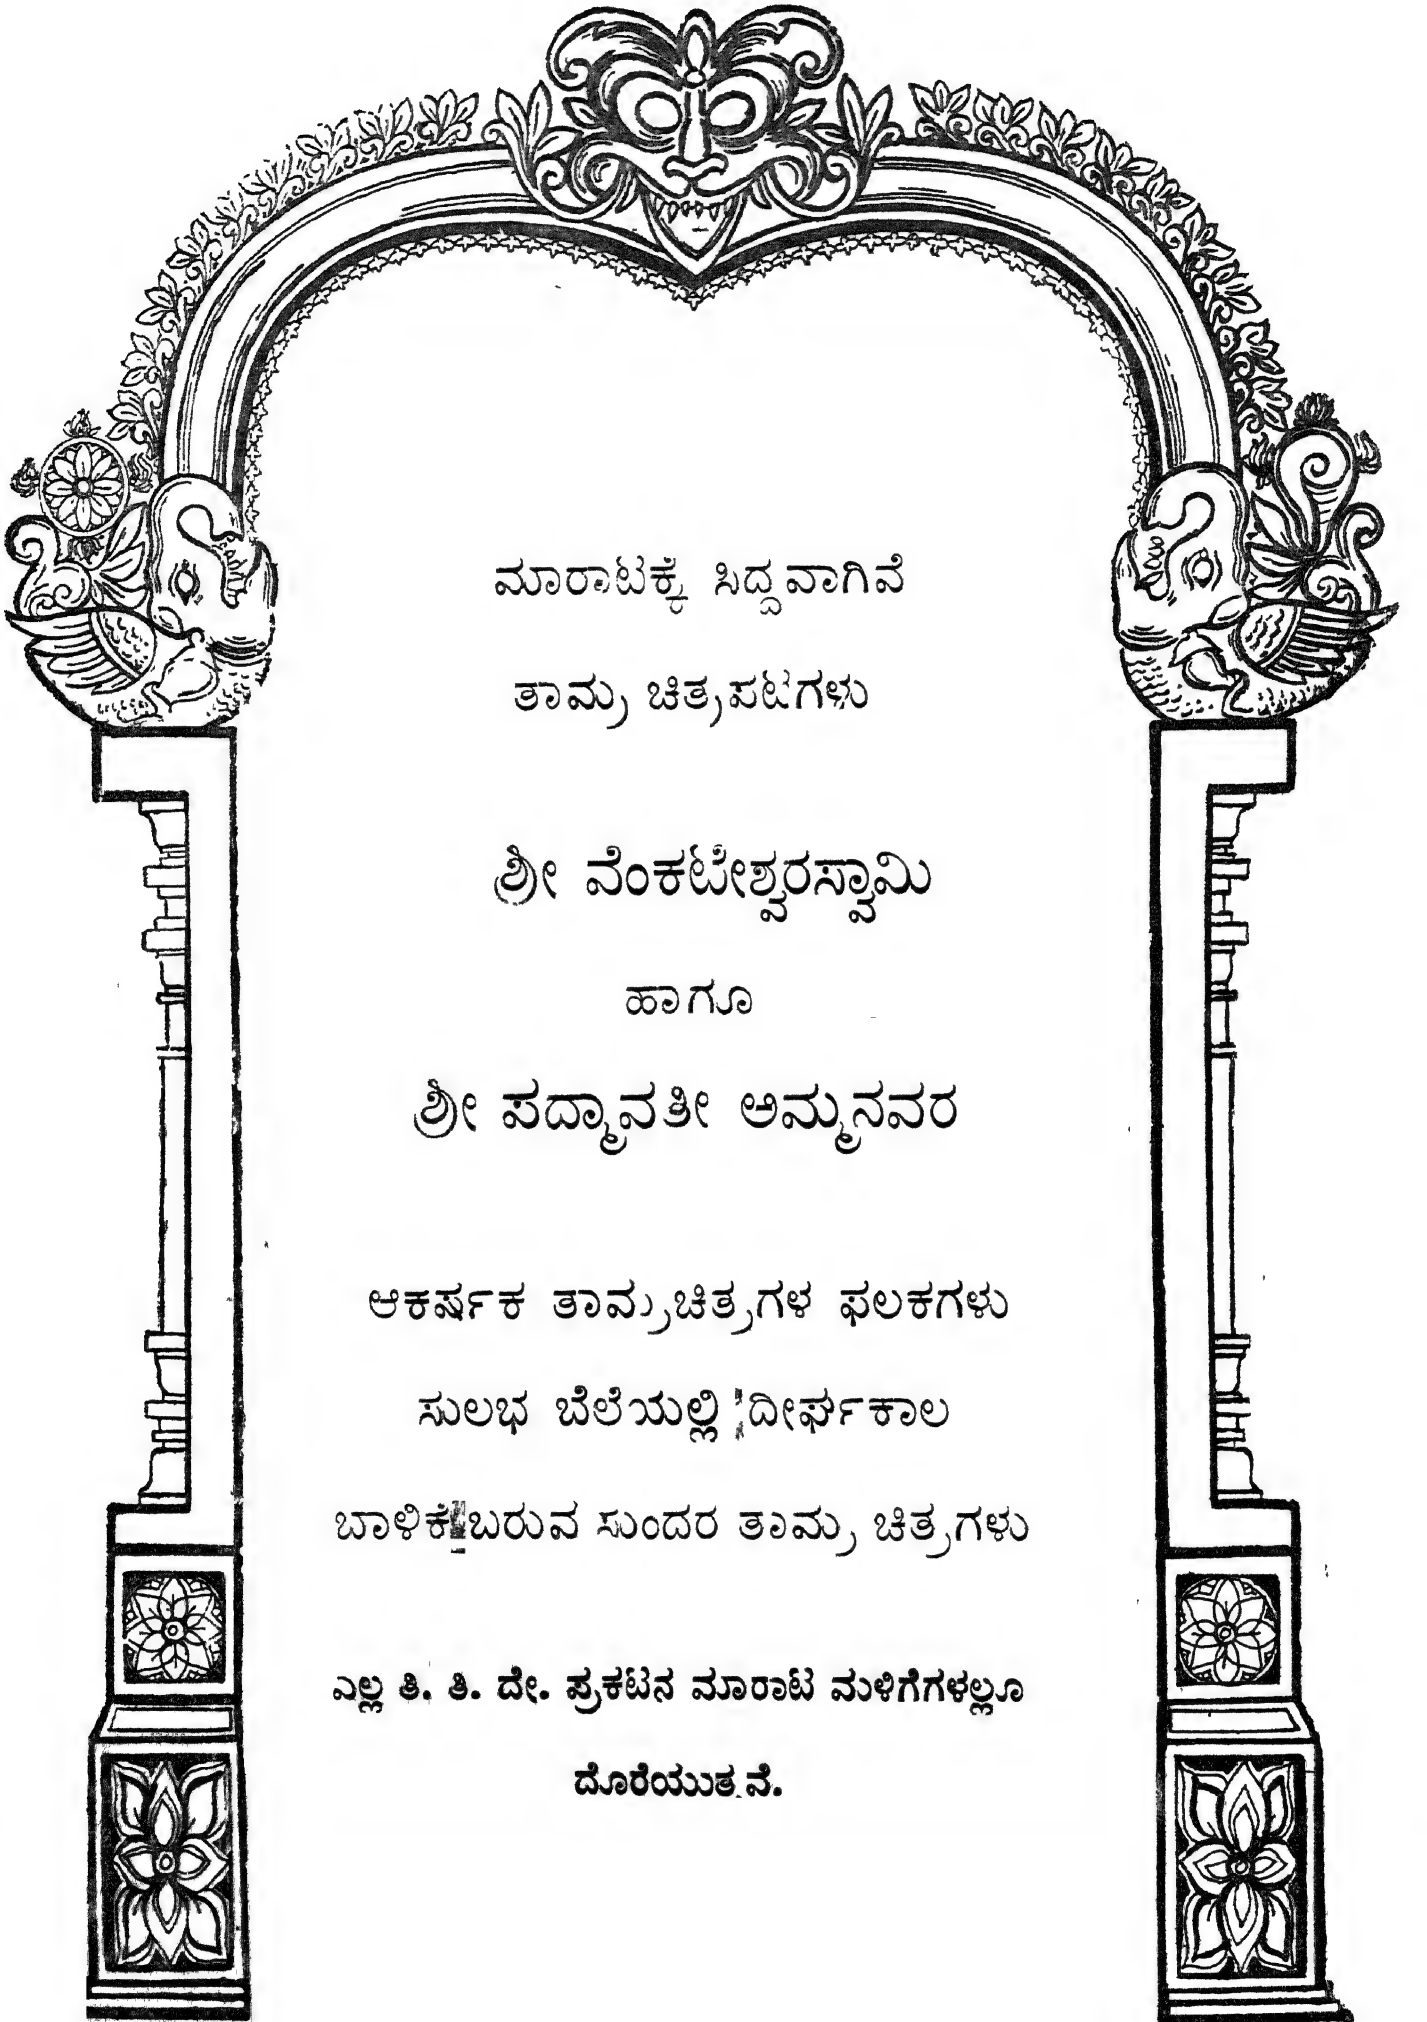 ಮಾರಾಟಕ್ಕೆ ಸಿದ್ದವಾಗಿವೆ
ತಾಮ್ರ ಚಿತ್ರಪಟಗಳು
ಶ್ರೀ ವೆಂಕಟೇಶ್ವರಸ್ವಾಮಿ
ಹಾಗೂ
ಶ್ರೀ ಪದ್ಮಾವತೀ ಅಮ್ಮನವರ
ಆಕರ್ಷಕ ತಾಮ್ರಚಿತ್ರಗಳ ಫಲಕಗಳು
ಸುಲಭ ಬೆಲೆಯಲ್ಲಿ ದೀರ್ಘಕಾಲ
ಬಾಳಿಕೆ ಬರುವ ಸುಂದರ ತಾಮ್ರ ಚಿತ್ರಗಳು
ಎಲ್ಲ ತಿ. ತಿ. ದೇ. ಪ್ರಕಟನ ಮಾರಾಟ ಮಳಿಗೆಗಳಲ್ಲೂ
ದೊರೆಯುತ್ತವೆ.